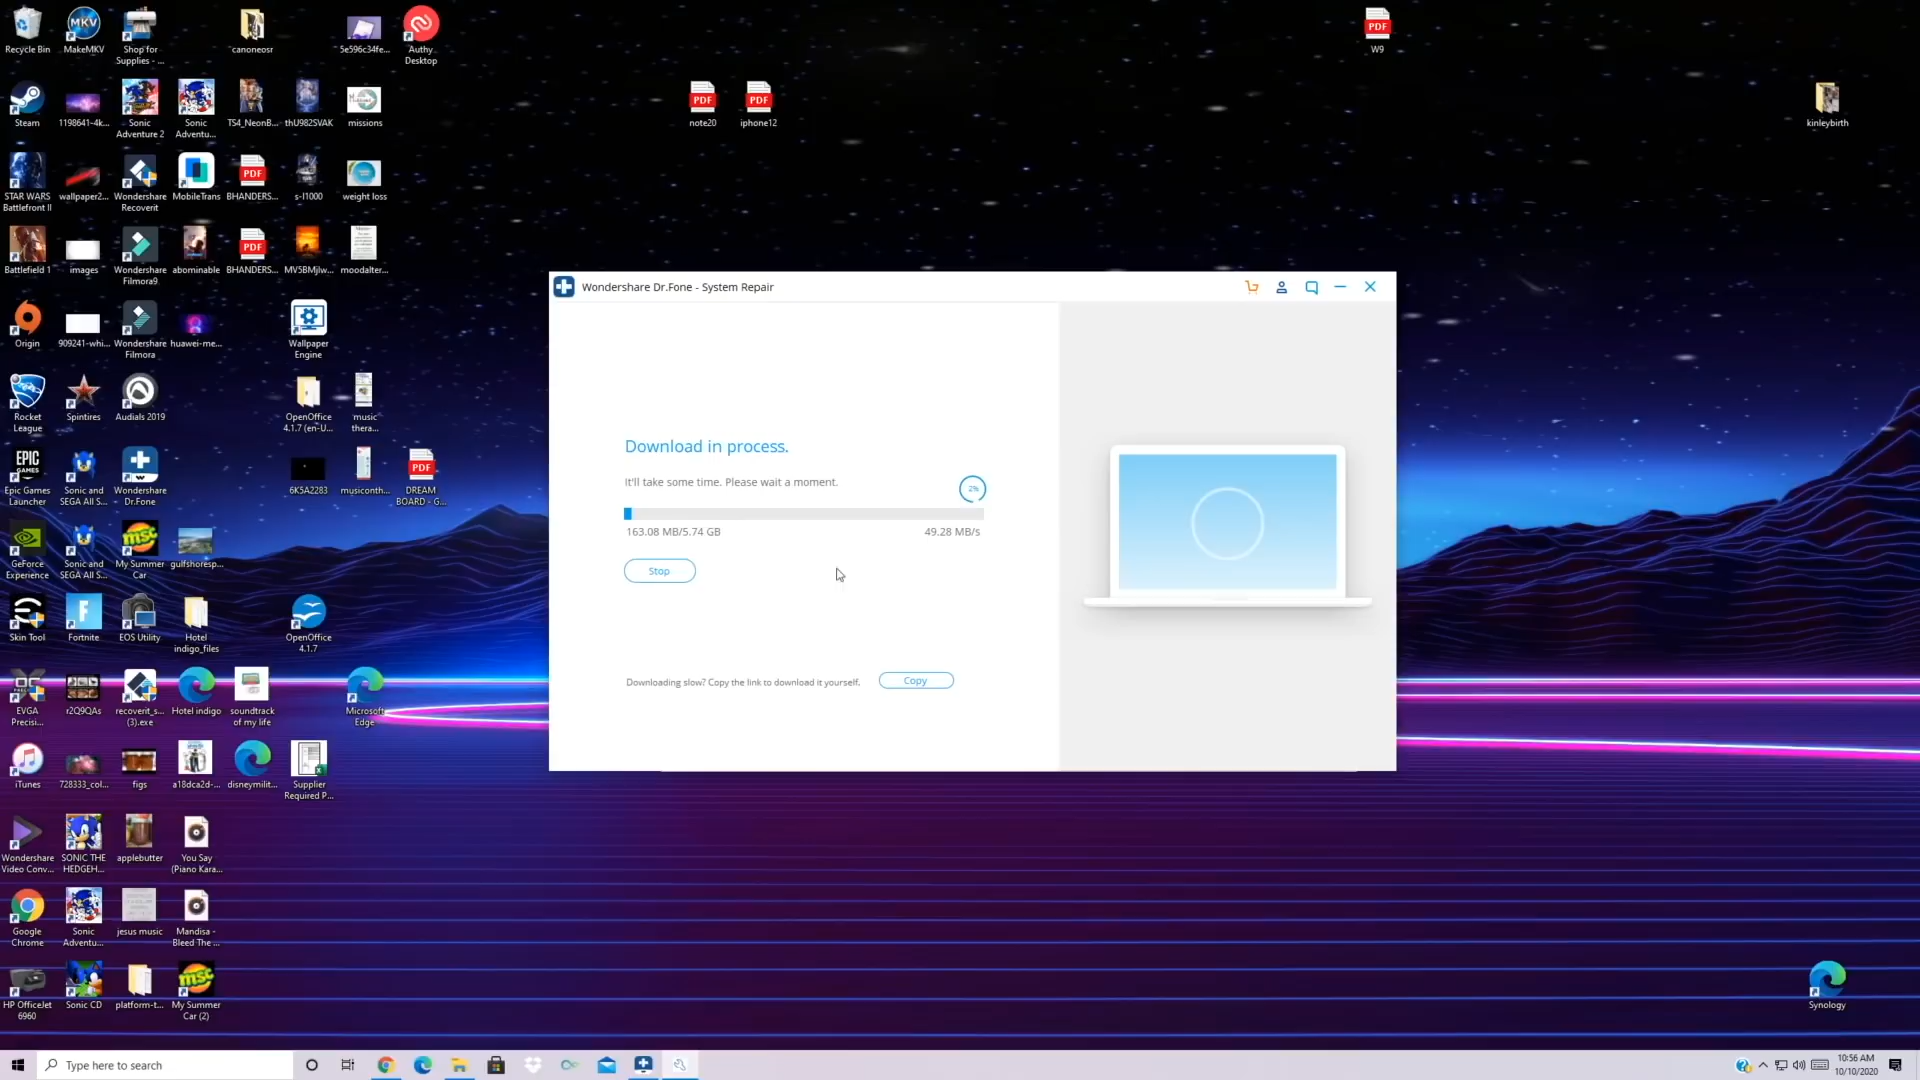 Recycle Bin
MakeMKV
Shop for
Supplies - ...
canoneosr
5e596c34fe...
Authy
Desktop
W9
Steam
1198641-4k...
Sonic
Adventure 2
Sonic
Adventu...
TS4_NeonB...
thU982SVAK
missions
note20
iphone12
kinleybirth
STAR WARS
Battlefront II
wallpaper2...
Wondershare
Recoverit
MobileTrans
BHANDERS...
s-l1000
weight loss
Battlefield 1
images
Wondershare
Filmora9
abominable
BHANDERS...
MV5BMjIw...
moodalter...
Wondershare Dr.Fone - System Repair
Origin
909241-whi...
Wondershare
Filmora
huawei-me...
Wallpaper
Engine
Rocket
League
Spintires
Audials 2019
OpenOffice
4.1.7 (en-U...
music
thera...
Download in process.
It'll take some time. Please wait a moment.
2%
163.08 MB/5.74 GB
49.28 MB/s
Stop
Downloading slow? Copy the link to download it yourself.
Copy
Epic Games
Launcher
Sonic and
SEGA All S...
Wondershare
Dr.Fone
6K5A2283
musiconth...
DREAM
BOARD - G...
GeForce
Experience
Sonic and
SEGA All S...
My Summer
Car
gulfshoresp...
Skin Tool
Fortnite
EOS Utility
Hotel
indigo_files
OpenOffice
4.1.7
EVGA
Precisi...
r2Q9QAs
recoverit_s...
(3).exe
Hotel indigo
soundtrack
of my life
Microsoft
Edge
iTunes
728333_col...
figs
a18dca2d-...
disneymilit...
Supplier
Required P...
Wondershare
Video Conv...
SONIC THE
HEDGEH...
applebutter
You Say
(Piano Kara...
Google
Chrome
Sonic
Adventu...
jesus music
Mandisa -
Bleed The ...
HP OfficeJet
6960
Sonic CD
platform-t...
My Summer
Car (2)
Synology
Type here to search
10:56 AM
10/10/2020